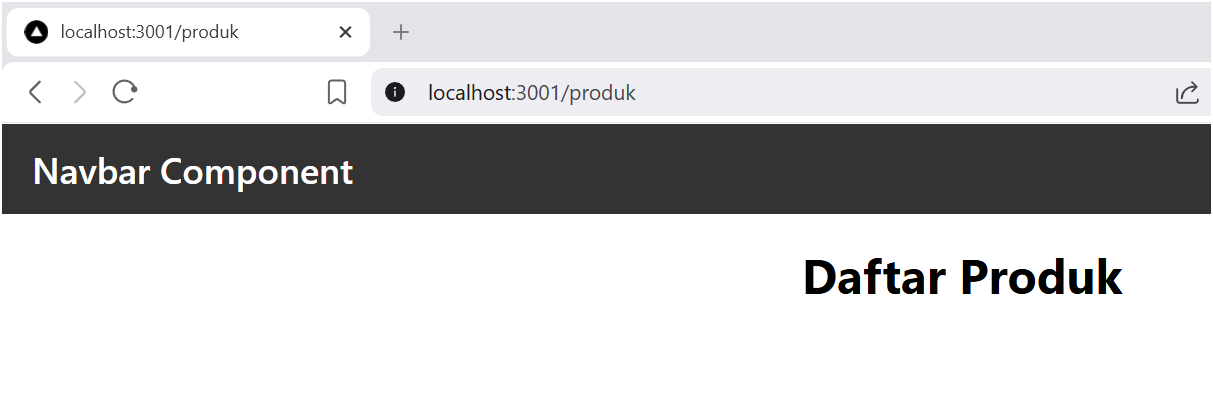 localhost:3001/produk
localhost:3001/produk
Navbar Component
Daftar Produk